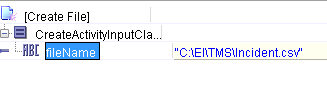 [Create File]
CreateActivityInputCla...
ABC fileName "C:\EI\TMS\Incident.csv"